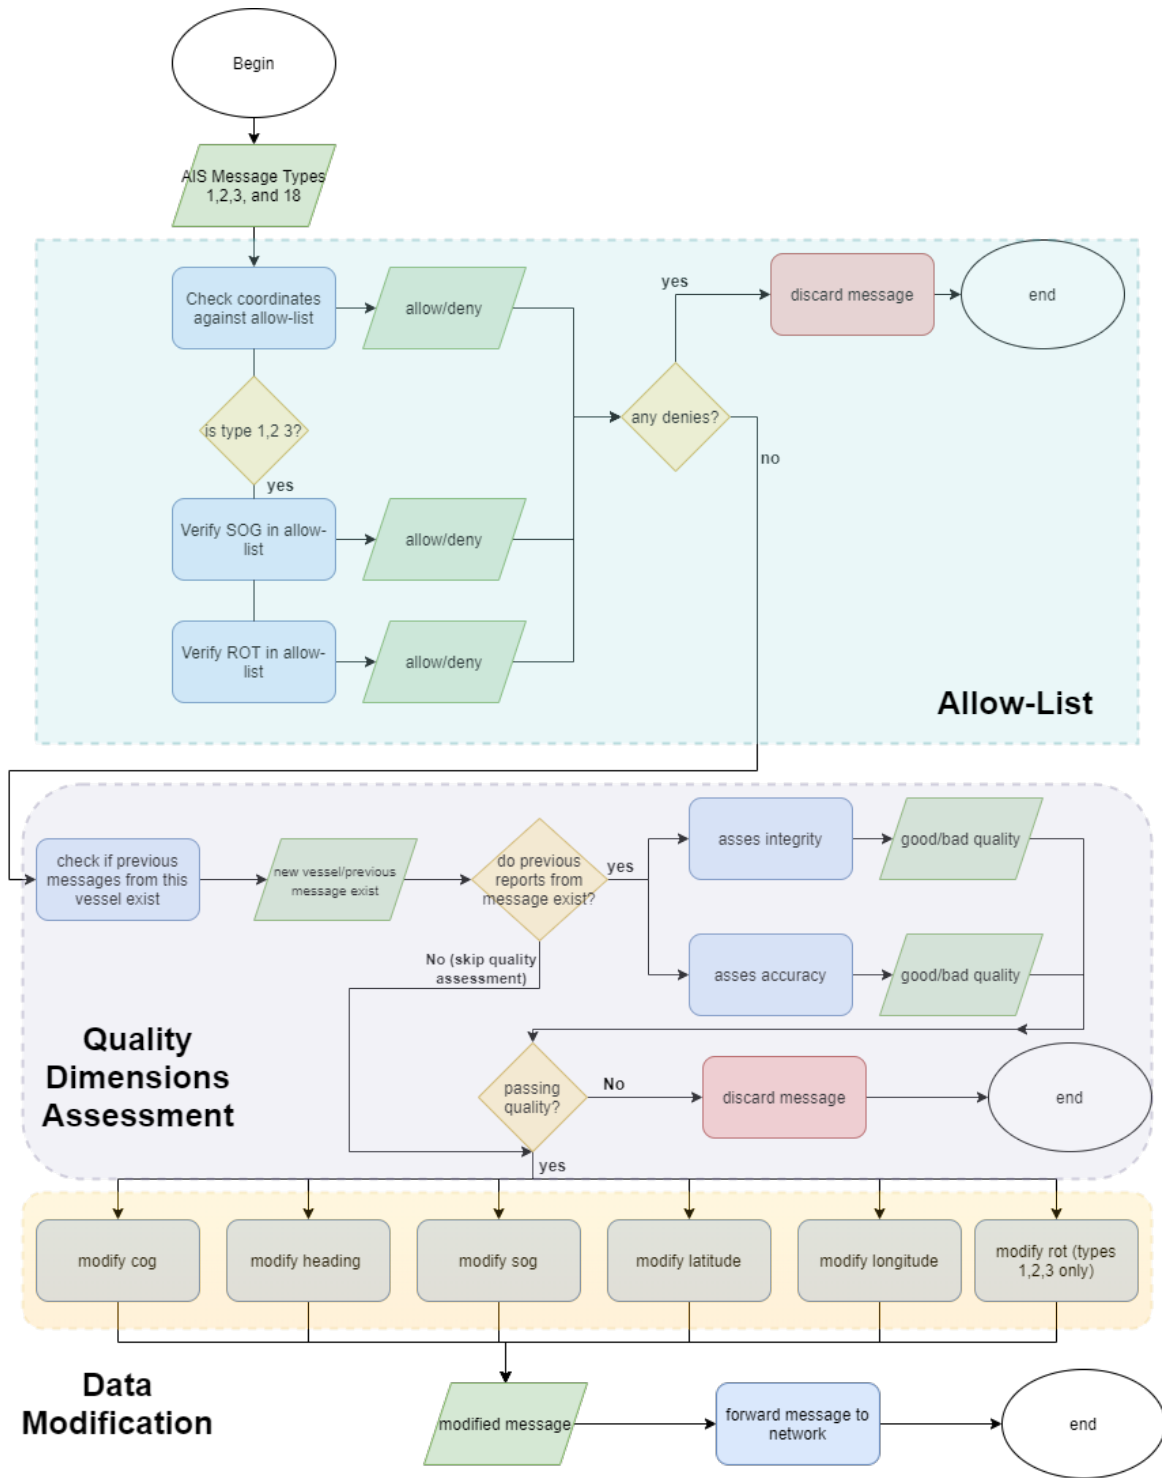 Begin
AIS Message Types
1,2,3, and 18
Check coordinates
against allow-list
allow/deny
yes
discard message
end
is type 1,2 3?
any denies?
no
yes
Verify SOG in allow-
list
allow/deny
Verify ROT in allow-
list
allow/deny
Allow-List
check if previous
messages from this
vessel exist
new vessel/previous
message exist
do previous
reports from
message exist?
yes
asses integrity
good/bad quality
No (skip quality
assessment)
asses accuracy
good/bad quality
Quality
Dimensions
Assessment
passing
quality?
No
discard message
end
yes
modify cog
modify heading
modify sog
modify latitude
modify longitude
modify rot (types
1,2,3 only)
Data
Modification
modified message
forward message to
network
end